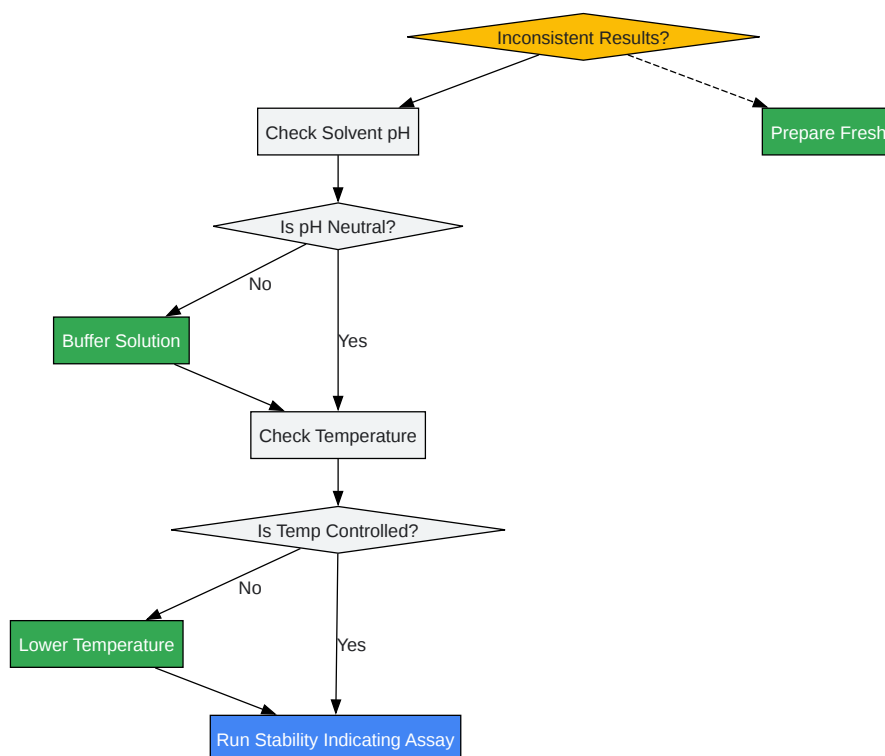 Inconsistent Results?
Check Solvent pH
Prepare Fresh
Is pH Neutral?
No
Buffer Solution
Yes
Check Temperature
Is Temp Controlled?
No
Lower Temperature
Yes
Run Stability Indicating Assay